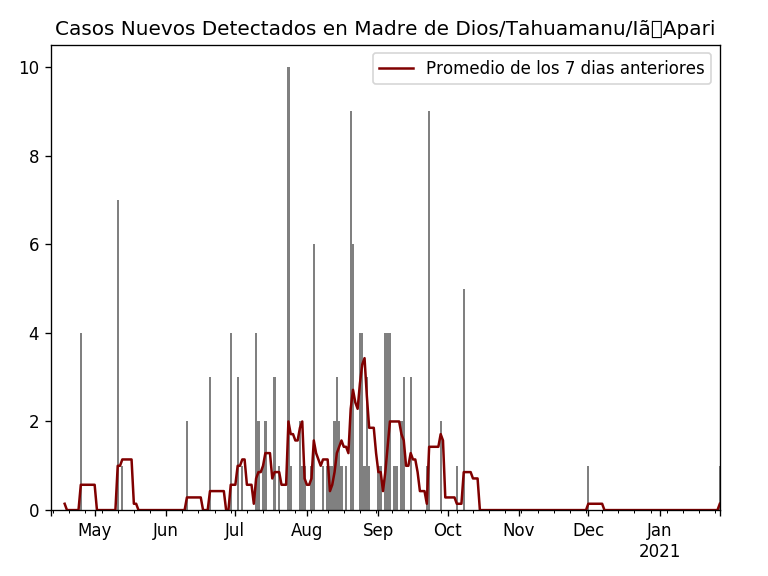 Casos Nuevos Detectados en Madre de Dios/Tahuamanu/Iã▯Apari
Promedio de los 7 dias anteriores
10
8
6
4
2
0
May Jun Jul Aug Sep Oct Nov Dec Jan
2021